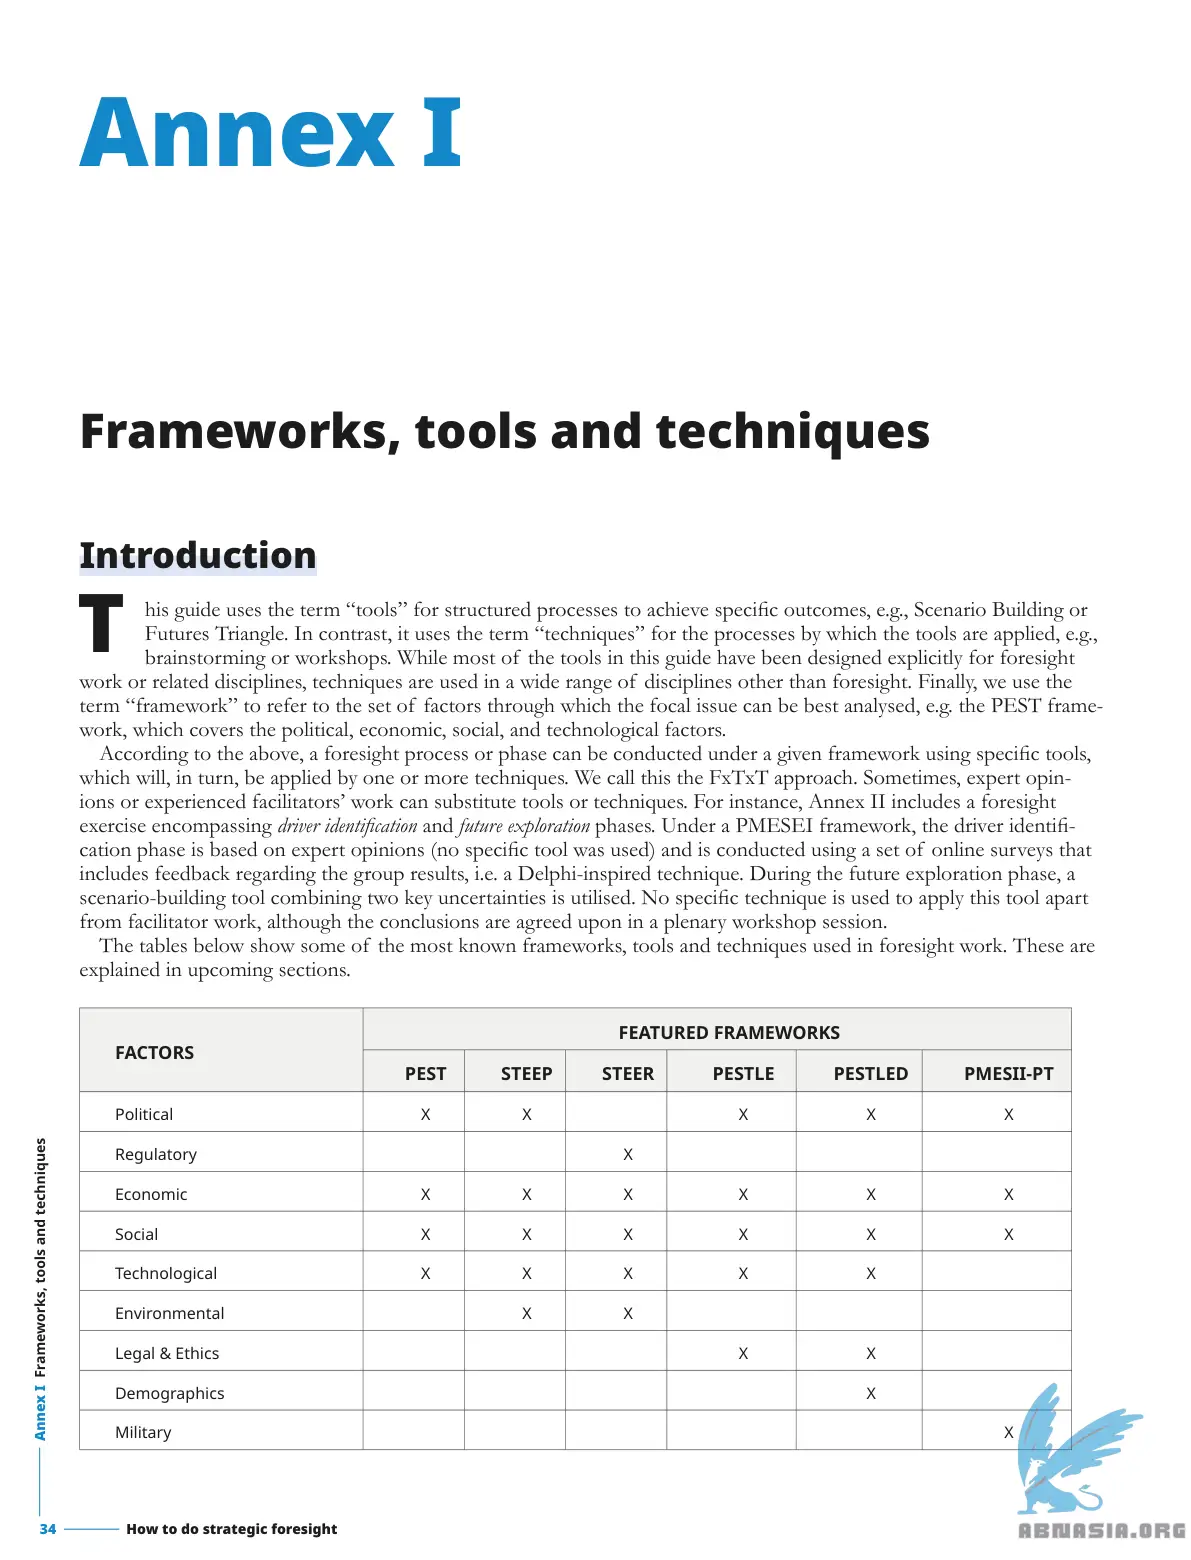 Annex I
Frameworks, tools and techniques
Introduction
This guide uses the term “tools” for structured processes to achieve specific outcomes, e.g., Scenario Building or
Futures Triangle. In contrast, it uses the term “techniques” for the processes by which the tools are applied, e.g.,
brainstorming or workshops. While most of the tools in this guide have been designed explicitly for foresight
work or related disciplines, techniques are used in a wide range of disciplines other than foresight. Finally, we use the
term “framework” to refer to the set of factors through which the focal issue can be best analysed, e.g. the PEST frame-
work, which covers the political, economic, social, and technological factors.
According to the above, a foresight process or phase can be conducted under a given framework using specific tools,
which will, in turn, be applied by one or more techniques. We call this the FxTxT approach. Sometimes, expert opin-
ions or experienced facilitators’ work can substitute tools or techniques. For instance, Annex II includes a foresight
exercise encompassing driver identification and future exploration phases. Under a PMESEI framework, the driver identifi-
cation phase is based on expert opinions (no specific tool was used) and is conducted using a set of online surveys that
includes feedback regarding the group results, i.e. a Delphi-inspired technique. During the future exploration phase, a
scenario-building tool combining two key uncertainties is utilised. No specific technique is used to apply this tool apart
from facilitator work, although the conclusions are agreed upon in a plenary workshop session.
The tables below show some of the most known frameworks, tools and techniques used in foresight work. These are
explained in upcoming sections.
FACTORS FEATURED FRAMEWORKS
PEST STEEP STEER PESTLE PESTLED PMESII-PT
Political X X X X X
Regulatory X
Economic X X X X X X
Social X X X X X X
Technological X X X X X
Environmental X X
Legal & Ethics X X
Demographics X
Military X
Annex I Frameworks, tools and techniques
34 How to do strategic foresight
ABNASIA.ORG